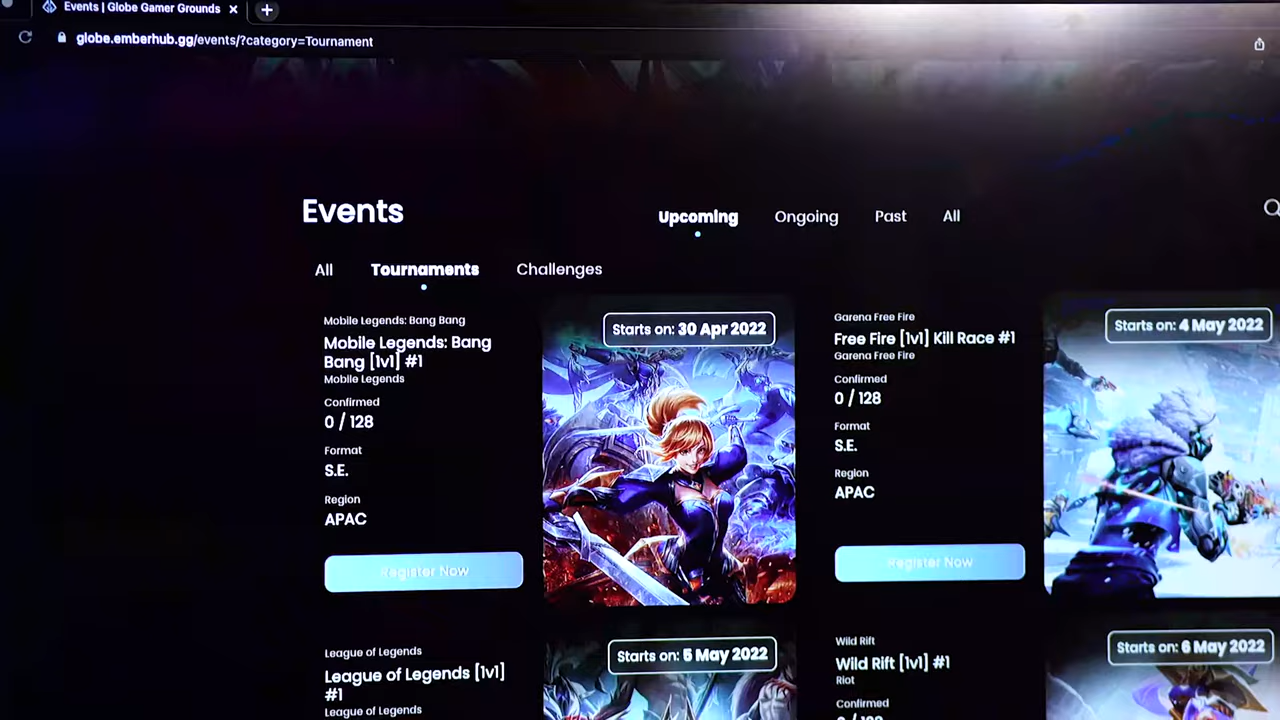 Events | Globe Gamer Grounds
globe.emberhub.gg/events/?category=Tournament
Events
Upcoming
Ongoing
Past
All
All
Tournaments
Challenges
Mobile Legends: Bang Bang
Mobile Legends: Bang
Bang [1v1] #1
Mobile Legends
Confirmed
0 / 128
Format
S.E.
Region
APAC
Register Now
Starts on: 30 Apr 2022
Garena Free Fire
Free Fire [1v1] Kill Race #1
Garena Free Fire
Confirmed
0 / 128
Format
S.E.
Region
APAC
Register Now
Starts on: 4 May 2022
League of Legends
League of Legends [1v1]
#1
League of Legends
Starts on: 5 May 2022
Wild Rift
Wild Rift [1v1] #1
Riot
Confirmed
Starts on: 6 May 2022